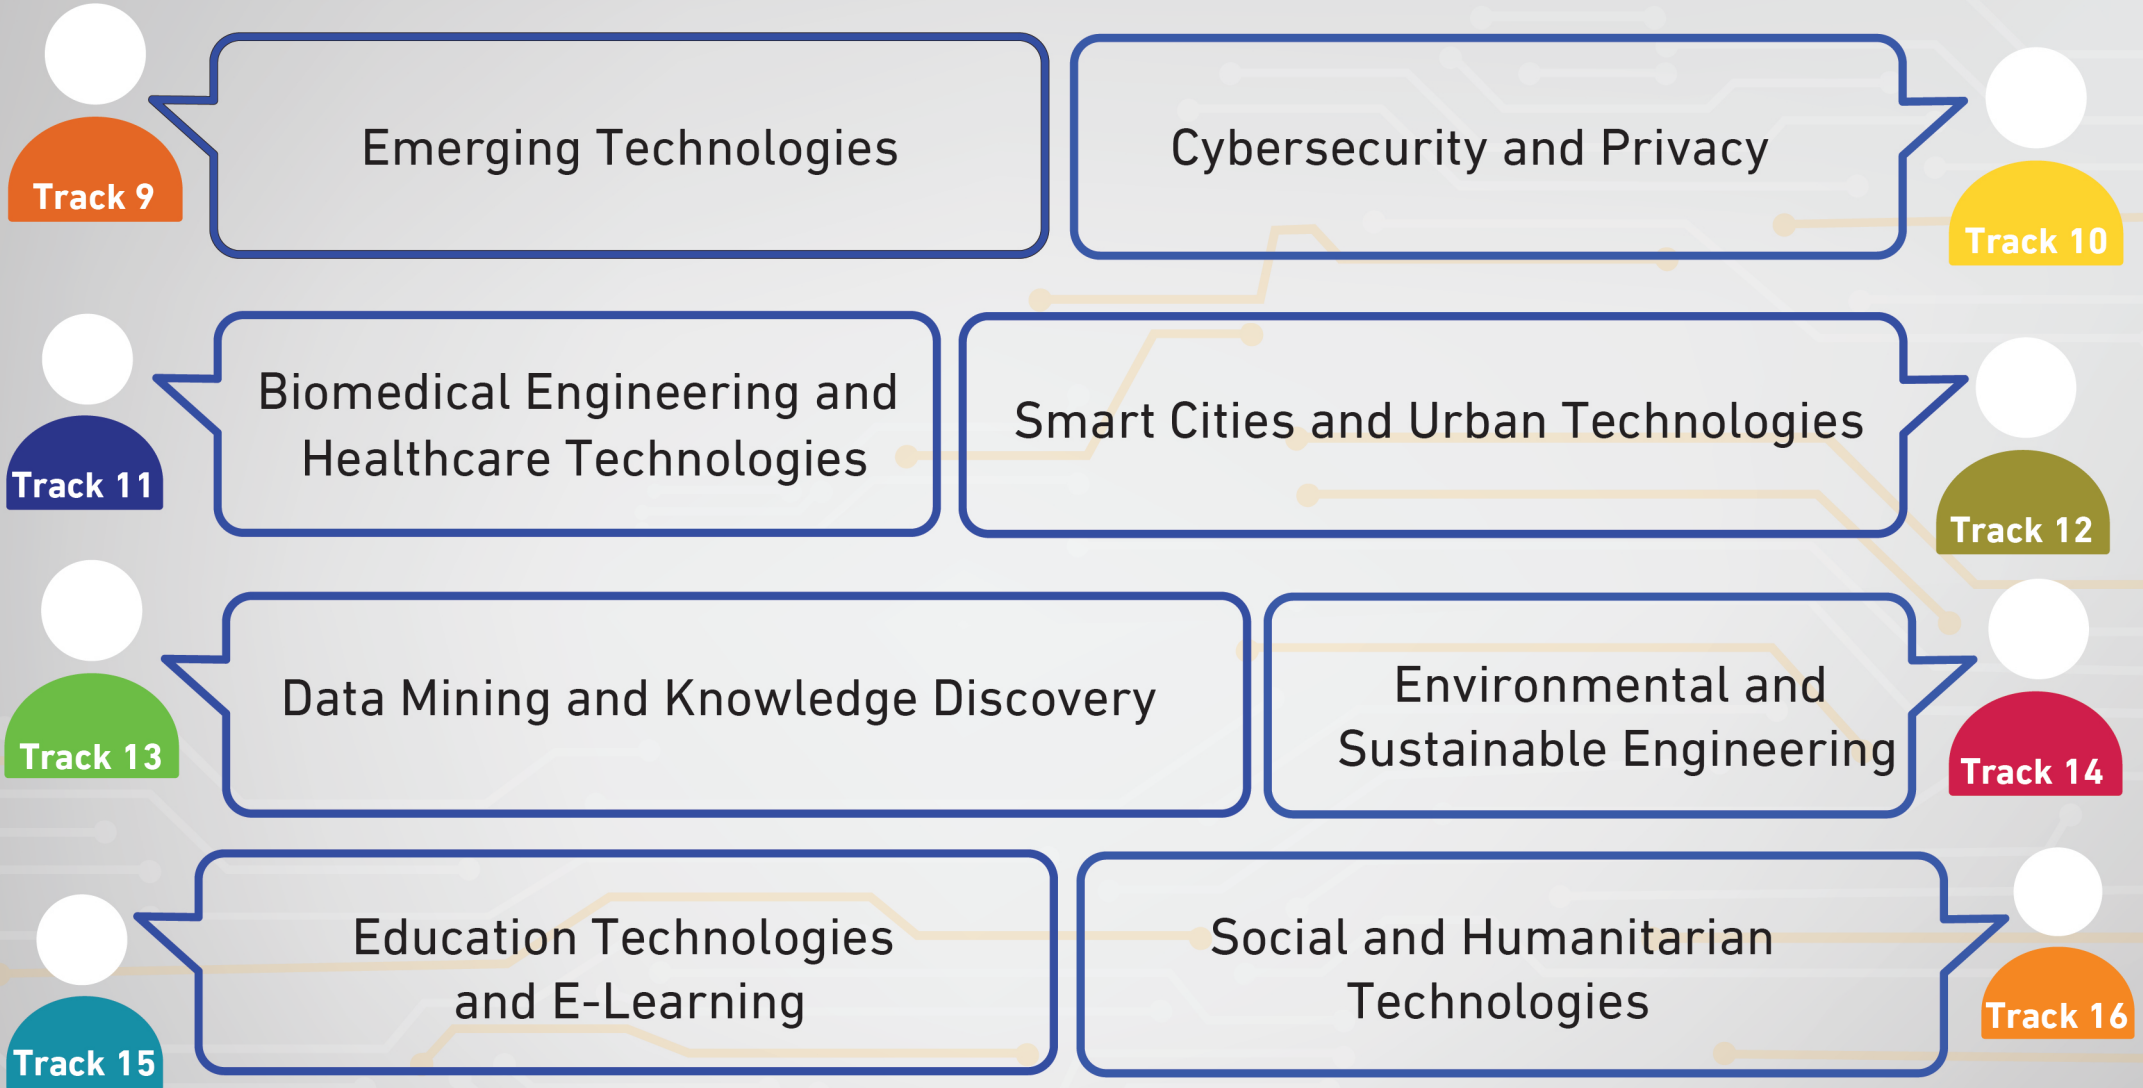 Track 9
Emerging Technologies
Cybersecurity and Privacy
Track 10
Track 11
Biomedical Engineering and
Healthcare Technologies
Smart Cities and Urban Technologies
Track 12
Track 13
Data Mining and Knowledge Discovery
Environmental and
Sustainable Engineering
Track 14
Track 15
Education Technologies
and E-Learning
Social and Humanitarian
Technologies
Track 16